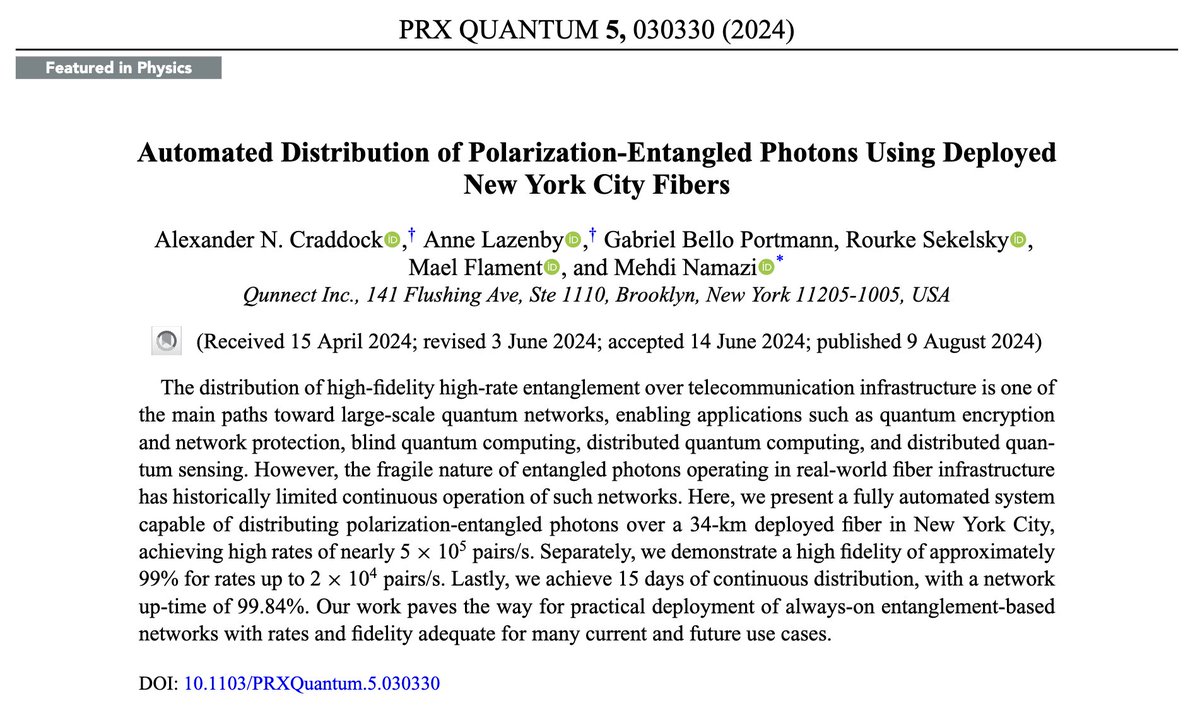 PRX QUANTUM 5, 030330 (2024)
Featured in Physics
Automated Distribution of Polarization-Entangled Photons Using Deployed
New York City Fibers
Alexander N. Craddock iD,† Anne Lazenby iD,† Gabriel Bello Portmann, Rourke Sekelsky iD,
Mael Flament iD, and Mehdi Namazi iD*
Qunnect Inc., 141 Flushing Ave, Ste 1110, Brooklyn, New York 11205-1005, USA
(Received 15 April 2024; revised 3 June 2024; accepted 14 June 2024; published 9 August 2024)
The distribution of high-fidelity high-rate entanglement over telecommunication infrastructure is one of
the main paths toward large-scale quantum networks, enabling applications such as quantum encryption
and network protection, blind quantum computing, distributed quantum computing, and distributed quan-
tum sensing. However, the fragile nature of entangled photons operating in real-world fiber infrastructure
has historically limited continuous operation of such networks. Here, we present a fully automated system
capable of distributing polarization-entangled photons over a 34-km deployed fiber in New York City,
achieving high rates of nearly 5 × 10⁵ pairs/s. Separately, we demonstrate a high fidelity of approximately
99% for rates up to 2 × 10⁴ pairs/s. Lastly, we achieve 15 days of continuous distribution, with a network
up-time of 99.84%. Our work paves the way for practical deployment of always-on entanglement-based
networks with rates and fidelity adequate for many current and future use cases.
DOI: 10.1103/PRXQuantum.5.030330